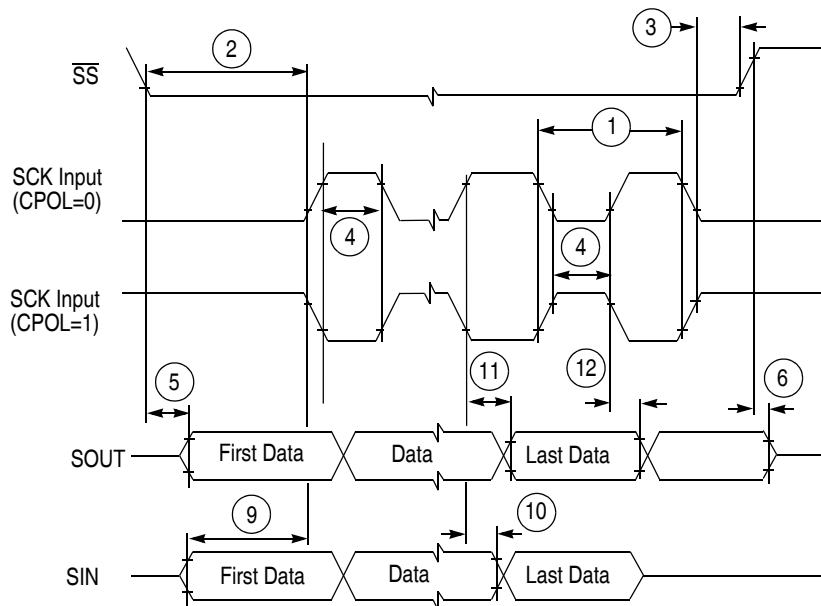 3
2
SS
1
SCK Input
(CPOL=0)
4
4
SCK Input
(CPOL=1)
5
11
12
6
SOUT
First Data
Data
Last Data
9
10
SIN
First Data
Data
Last Data